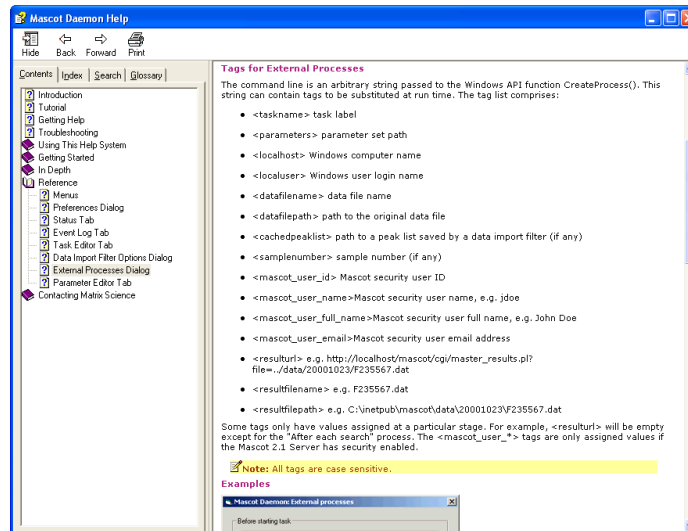 Mascot Daemon Help
Hide Back Forward Print
Contents Index Search Glossary
Introduction
Tutorial
Getting Help
Troubleshooting
Using This Help System
Getting Started
In Depth
Reference
Menus
Preferences Dialog
Status Tab
Event Log Tab
Task Editor Tab
Data Import Filter Options Dialog
External Processes Dialog
Parameter Editor Tab
Contacting Matrix Science
Tags for External Processes
The command line is an arbitrary string passed to the Windows API function CreateProcess(). This
string can contain tags to be substituted at run time. The tag list comprises:
• <taskname> task label
• <parameters> parameter set path
• <localhost> Windows computer name
• <localuser> Windows user login name
• <datafilename> data file name
• <datafilepath> path to the original data file
• <cachedpeaklist> path to a peak list saved by a data import filter (if any)
• <samplenumber> sample number (if any)
• <mascot_user_id> Mascot security user ID
• <mascot_user_name>Mascot security user name, e.g. jdoe
• <mascot_user_full_name>Mascot security user full name, e.g. John Doe
• <mascot_user_email>Mascot security user email address
• <resulturl> e.g. http://localhost/mascot/cgi/master_results.pl?
file=../data/20001023/F235567.dat
• <resultfilename> e.g. F235567.dat
• <resultfilepath> e.g. C:\inetpub\mascot\data\20001023\F235567.dat
Some tags only have values assigned at a particular stage. For example, <resulturl> will be empty
except for the "After each search" process. The <mascot_user_*> tags are only assigned values if
the Mascot 2.1 Server has security enabled.
Note: All tags are case sensitive.
Examples
Mascot Daemon: External processes
Before starting task